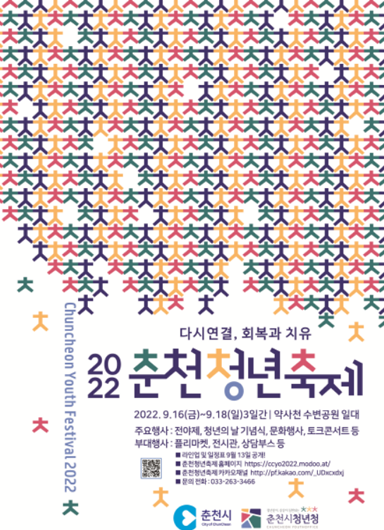 다시연결, 회복과 치유
2022 춘천청년축제
Chuncheon Youth Festival 2022
2022. 9.16(금)~9.18(일)3일간 | 약사천 수변공원 일대
주요행사 : 전야제, 청년의 날 기념식, 문화행사, 토크콘서트 등
부대행사 : 플리마켓, 전시관, 상담부스 등
■ 라인업 및 일정표 9월 13일 공개!
■ 춘천청년축제 홈페이지 https://ccyo2022.modoo.at/
■ 춘천청년축제 카카오채널 http://pf.kakao.com/_UDxcxdxj
■ 문의 전화 : 033-263-3466
춘천시
춘천시청년청